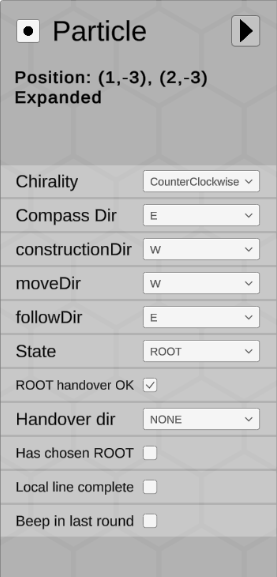 Particle
Position: (1,-3), (2,-3)
Expanded
Chirality CounterClockwise
Compass Dir E
constructionDir W
moveDir W
followDir E
State ROOT
ROOT handover OK
Handover dir NONE
Has chosen ROOT
Local line complete
Beep in last round